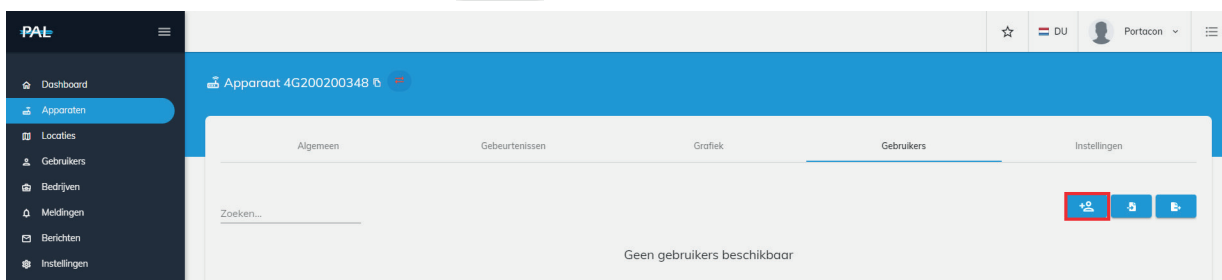 PAL
DU
Portacon
Dashboard
Apparaat 4G200200348
Apparaten
Locaties
Algemeen
Gebeurtenissen
Grafiek
Gebruikers
Instellingen
Gebruikers
Bedrijven
Meldingen
Zoeken...
Berichten
Geen gebruikers beschikbaar
Instellingen